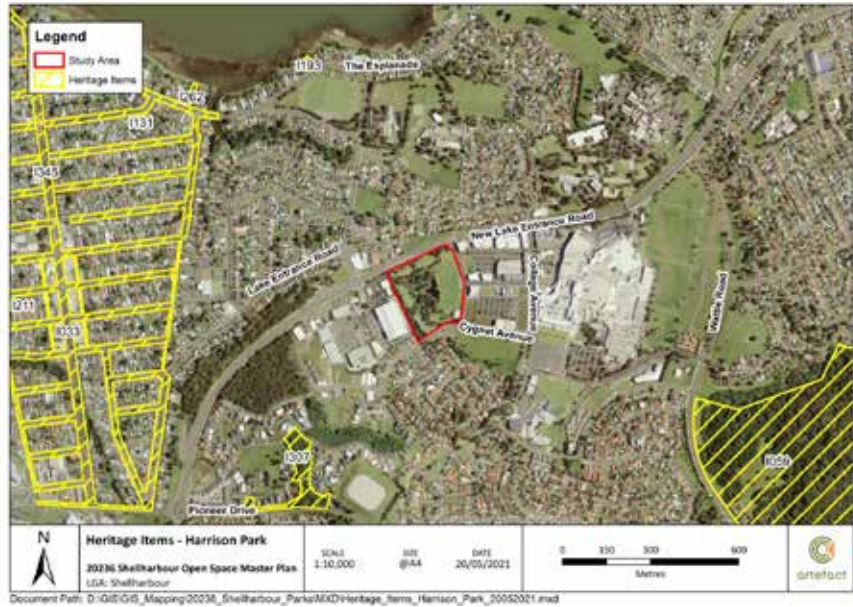 Legend
Study Area
Heritage Items
I193
The Esplanade
I131
I345
New Lake Entrance Road
Lake Entrance Road
College Avenue
Wattle Road
I211
I033
Cygnet Avenue
I307
I059
Pioneer Drive
N
Heritage Items - Harrison Park
20236 Shellharbour Open Space Master Plan
LGA: Shellharbour
SCALE
1:10,000
SIZE
@A4
DATE
20/05/2021
0 150 300 600
Metres
artefact
Document Path: D:\GIS\GIS_Mapping\20236_Shellharbour_Parks\MXD\Heritage_Items_Harrison_Park_20052021.mxd